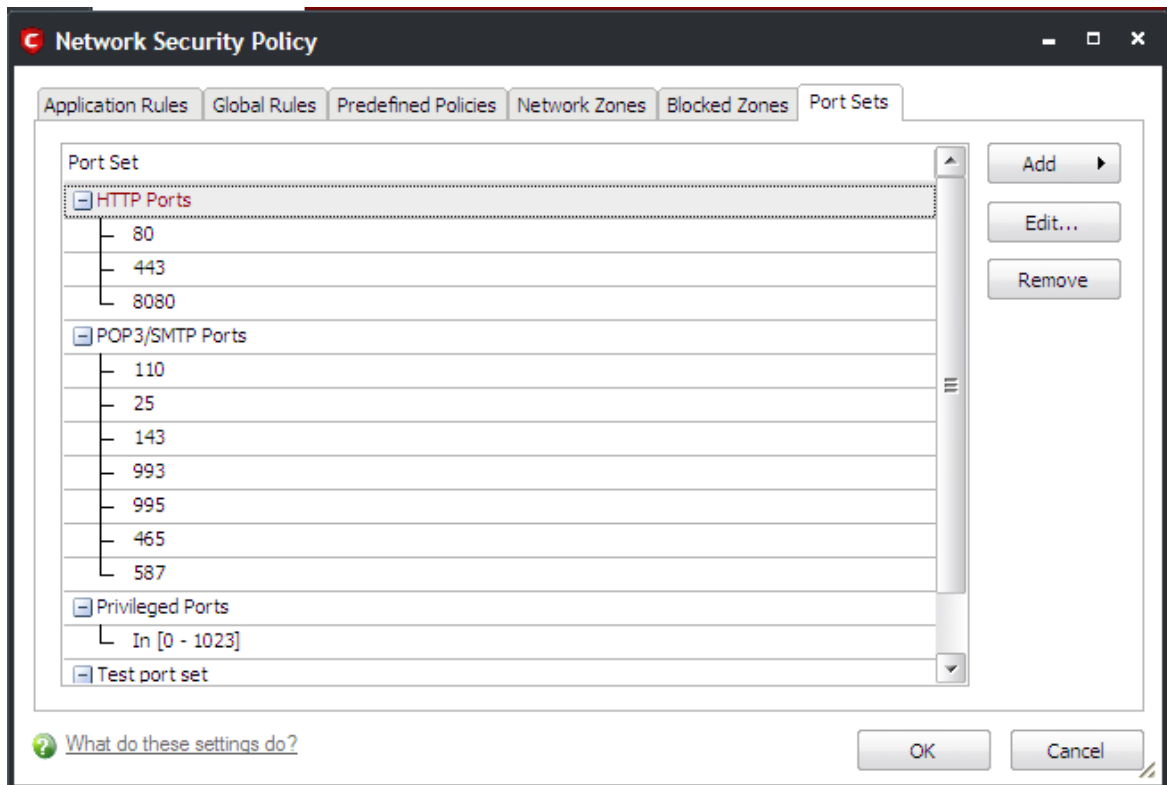 Network Security Policy
Application Rules Global Rules Predefined Policies Network Zones Blocked Zones Port Sets
Port Set
Add
HTTP Ports
Edit...
80
443
Remove
8080
POP3/SMTP Ports
110
25
143
993
995
465
587
Privileged Ports
In [0 - 1023]
Test port set
What do these settings do?
OK Cancel